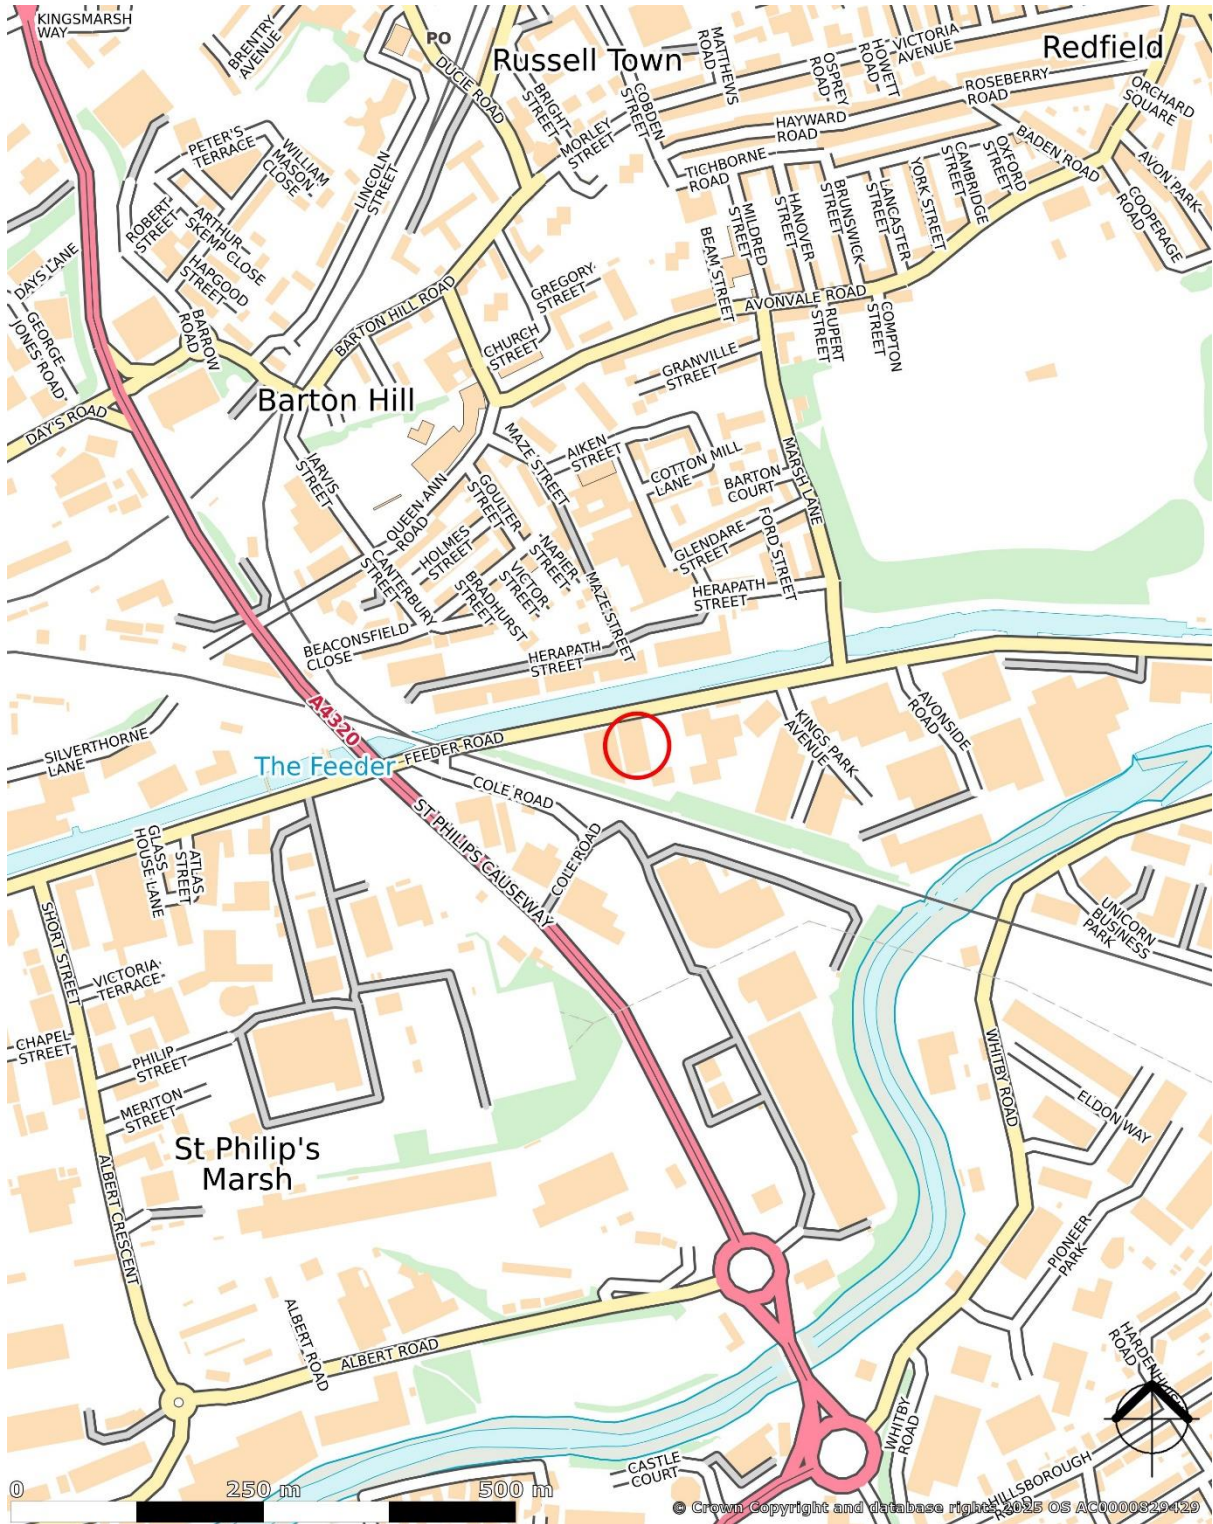 KINGSMARSH
WAY
BRENTRY
AVENUE
PO
DUCIE ROAD
Russell Town
MATTHEWS
ROAD
OSPREY
ROAD
HOWETT
ROAD
VICTORIA
AVENUE
Redfield
ROSEBERRY
ROAD
ORCHARD
SQUARE
BRIGHT
STREET
MORLEY
STREET
COBDEN
STREET
HAYWARD
ROAD
TICHBORNE
ROAD
BADEN ROAD
AVON PARK
COOPERAGE
ROAD
PETER'S
TERRACE
WILLIAM
MASON
CLOSE
LINCOLN
STREET
ROBERT
STREET
ARTHUR
SKEMP CLOSE
HAPGOOD
STREET
BARROW
ROAD
DAYS LANE
GEORGE
JONES ROAD
DAY'S ROAD
BEAM STREET
MILDRED
STREET
HANOVER
STREET
BRUNSWICK
STREET
LANCASTER
STREET
YORK STREET
CAMBRIDGE
STREET
OXFORD
STREET
GREGORY
STREET
BARTON HILL ROAD
CHURCH
STREET
AVONVALE ROAD
RUPERT
STREET
COMPTON
STREET
GRANVILLE
STREET
Barton Hill
JARVIS
STREET
QUEEN ANN
ROAD
MAZE STREET
AIKEN
STREET
COTTON MILL
LANE
BARTON
COURT
MARSH LANE
GOULTER
STREET
HOLMES
STREET
NAPIER
STREET
VICTOR
STREET
BRADHURST
STREET
CANTERBURY
STREET
MAZE STREET
GLENDARE
STREET
FORD STREET
HERAPATH
STREET
BEACONSFIELD
CLOSE
HERAPATH
STREET
A4320
SILVERTHORNE
LANE
The Feeder
FEEDER ROAD
KINGS PARK
AVENUE
AVONSIDE
ROAD
COLE ROAD
ST PHILIPS CAUSEWAY
COLE ROAD
GLASS
HOUSE LANE
ATLAS
STREET
SHORT STREET
VICTORIA
TERRACE
CHAPEL
STREET
PHILIP
STREET
MERITON
STREET
UNICORN
BUSINESS
PARK
WHITBY ROAD
ELDON WAY
St Philip's
Marsh
ALBERT CRESCENT
PIONEER
PARK
ALBERT ROAD
ALBERT ROAD
WHITBY
ROAD
CASTLE
COURT
HILLSBOROUGH
ROAD
0 250 m 500 m
© Crown Copyright and database rights 2025 OS AC0000829429